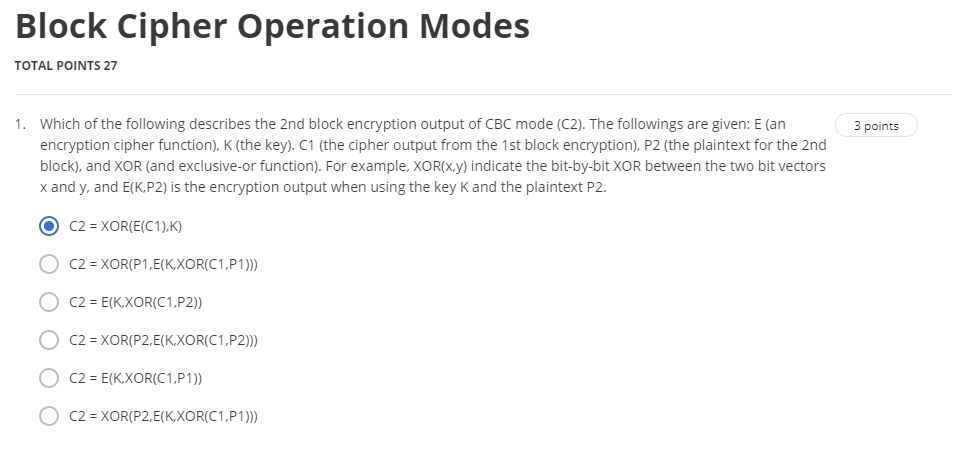 Block Cipher Operation Modes
TOTAL POINTS 27
1. Which of the following describes the 2nd block encryption output of CBC mode (C2). The followings are given: E (an
3 points
encryption cipher function), K (the key). C1 (the cipher output from the 1st block encryption), P2 (the plaintext for the 2nd
block), and XOR (and exclusive-or function). For example, XOR(x,y) indicate the bit-by-bit XOR between the two bit vectors
x and y, and E(K,P2) is the encryption output when using the key K and the plaintext P2.
C2 = XOR(E(C1),K)
C2 = XOR(P1,E(K,XOR(C1,P1)))
C2 = E(K,XOR(C1,P2))
C2 = XOR(P2,E(K,XOR(C1,P2)))
C2 = E(K,XOR(C1,P1))
C2 = XOR(P2,E(K,XOR(C1,P1)))